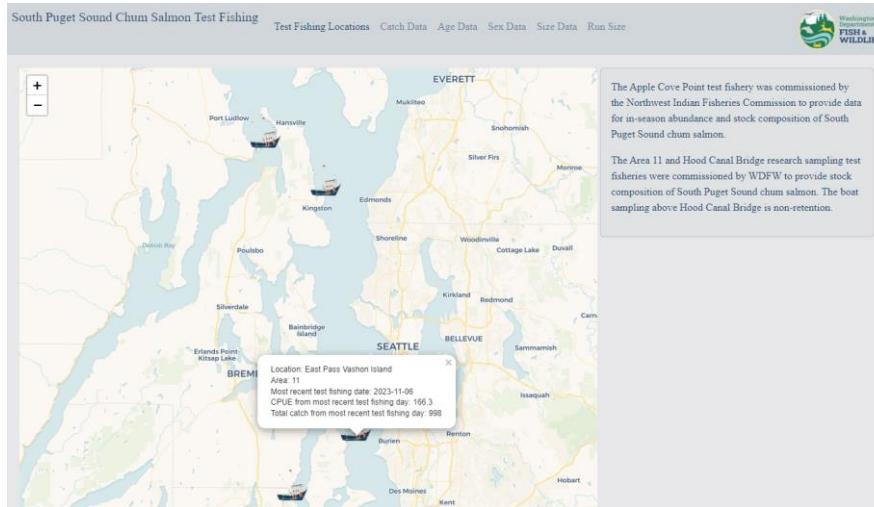 South Puget Sound Chum Salmon Test Fishing
Test Fishing Locations Catch Data Age Data Sex Data Size Data Run Size
Washington
Department
FISH &
WILDLIF
+
−
EVERETT
Mukilteo
Port Ludlow
Hansville
Snohomish
Silver Firs
Monroe
Kingston
Edmonds
Shoreline
Woodinville
Cottage Lake
Duvall
Dabob Bay
Poulsbo
Kirkland
Redmond
Silverdale
Carn
Bainbridge
Island
SEATTLE
BELLEVUE
Sammamish
Erlands Point-
Kitsap Lake
BREME
×
Location: East Pass Vashon Island
Area: 11
Most recent test fishing date: 2023-11-06
CPUE from most recent test fishing day: 166.3
Total catch from most recent test fishing day: 998
Issaquah
Renton
Burien
Hobart
Des Moines
Kent
The Apple Cove Point test fishery was commissioned by
the Northwest Indian Fisheries Commission to provide data
for in-season abundance and stock composition of South
Puget Sound chum salmon.
The Area 11 and Hood Canal Bridge research sampling test
fisheries were commissioned by WDFW to provide stock
composition of South Puget Sound chum salmon. The boat
sampling above Hood Canal Bridge is non-retention.